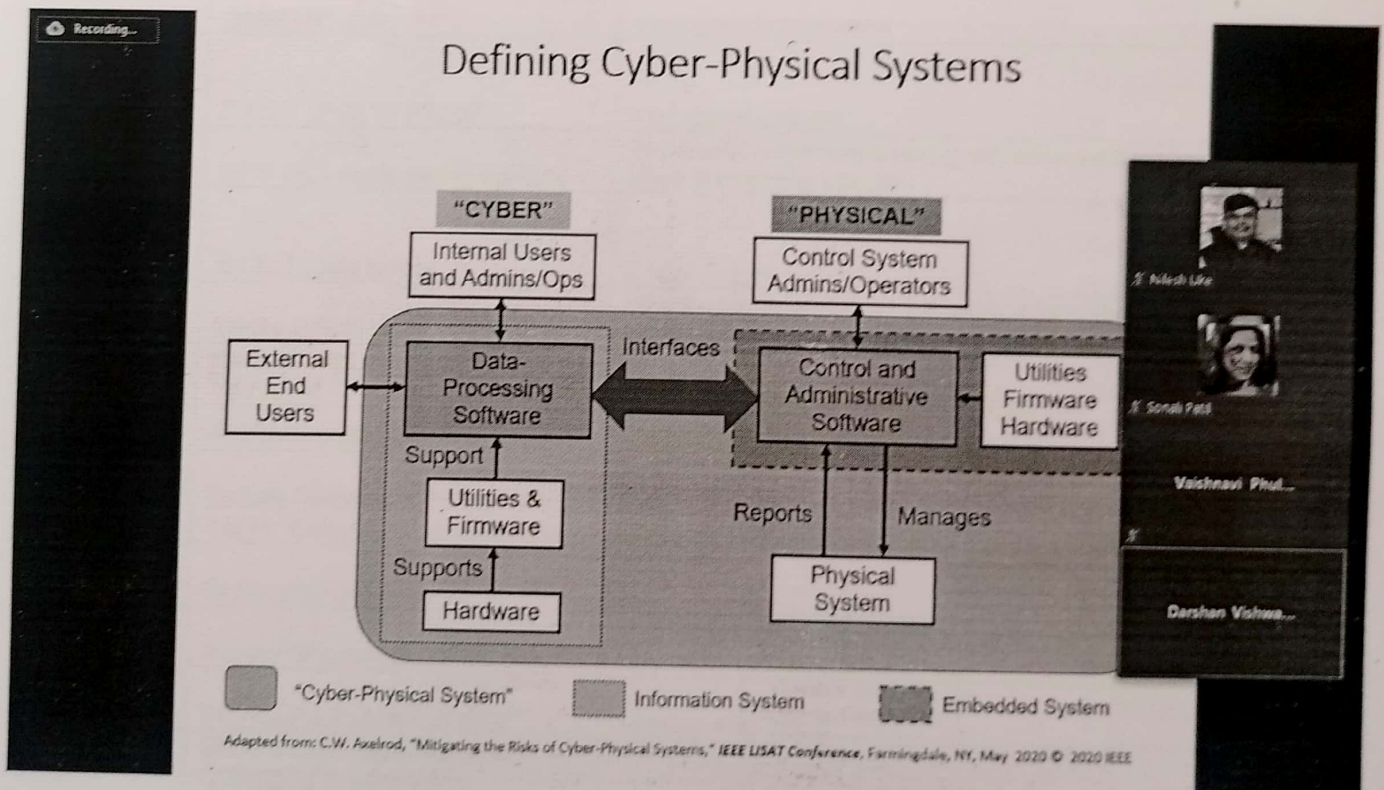 Recording...
Defining Cyber-Physical Systems
"CYBER"
Internal Users
and Admins/Ops
"PHYSICAL"
Control System
Admins/Operators
External
End
Users
Data-
Processing
Software
Interfaces
Control and
Administrative
Software
Utilities
Firmware
Hardware
Support
Utilities &
Firmware
Supports
Hardware
Reports
Manages
Physical
System
Sonali Patil
Vaishnavi Phul...
Darshan Vishwa...
"Cyber-Physical System"
Information System
Embedded System
Adapted from: C.W. Axelrod, "Mitigating the Risks of Cyber-Physical Systems," IEEE LISAT Conference, Farmingdale, NY, May 2020 © 2020 IEEE